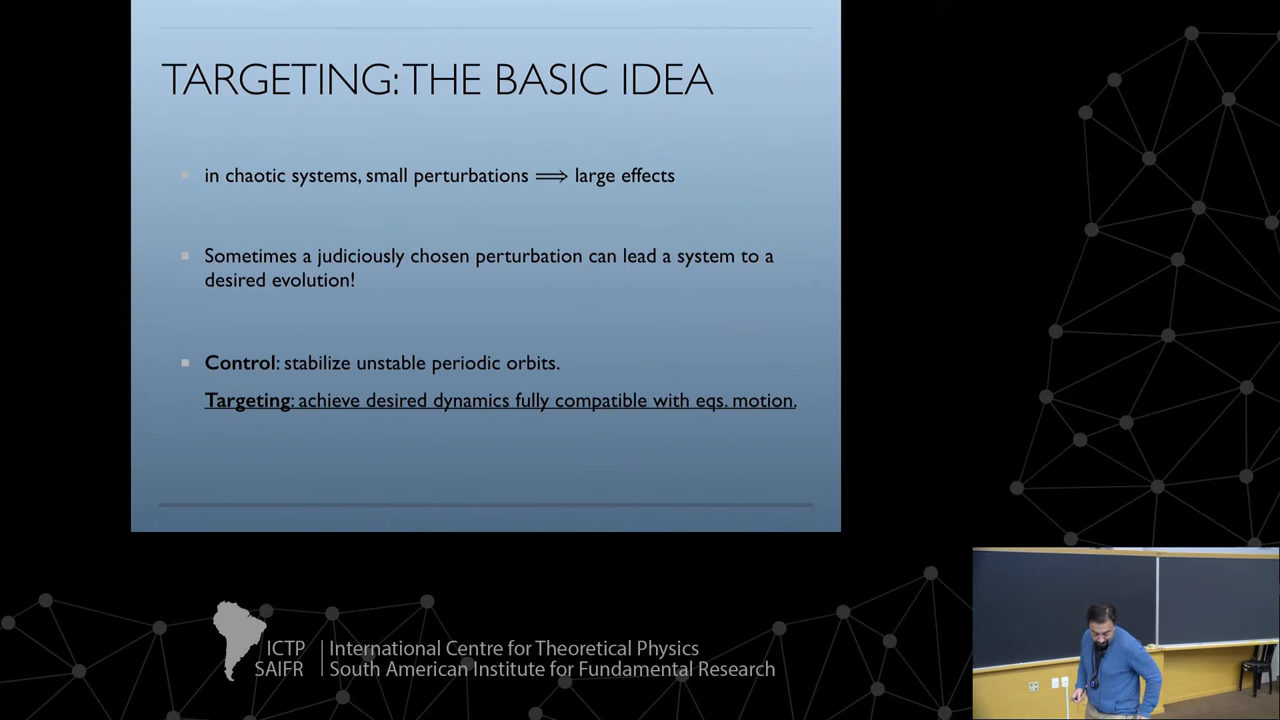 TARGETING: THE BASIC IDEA
in chaotic systems, small perturbations ⟹ large effects
Sometimes a judiciously chosen perturbation can lead a system to a
desired evolution!
Control: stabilize unstable periodic orbits.
Targeting: achieve desired dynamics fully compatible with eqs. motion.
ICTP
SAIFR
International Centre for Theoretical Physics
South American Institute for Fundamental Research